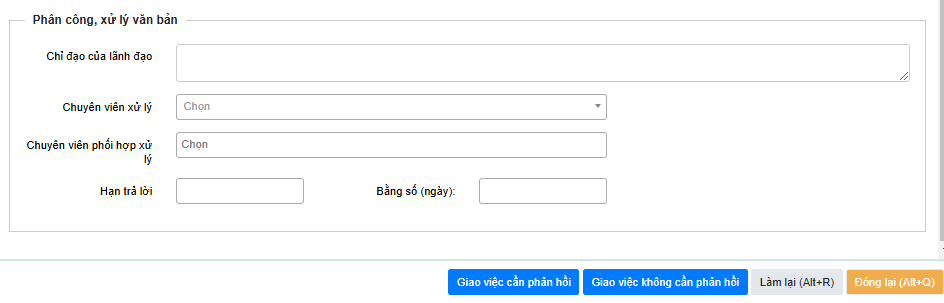 Phân công, xử lý văn bản
Chỉ đạo của lãnh đạo
Chuyên viên xử lý
Chọn
Chuyên viên phối hợp xử
lý
Chọn
Hạn trả lời
Bằng số (ngày):
Giao việc cần phản hồi
Giao việc không cần phản hồi
Làm lại (Alt+R)
Đóng lại (Alt+Q)